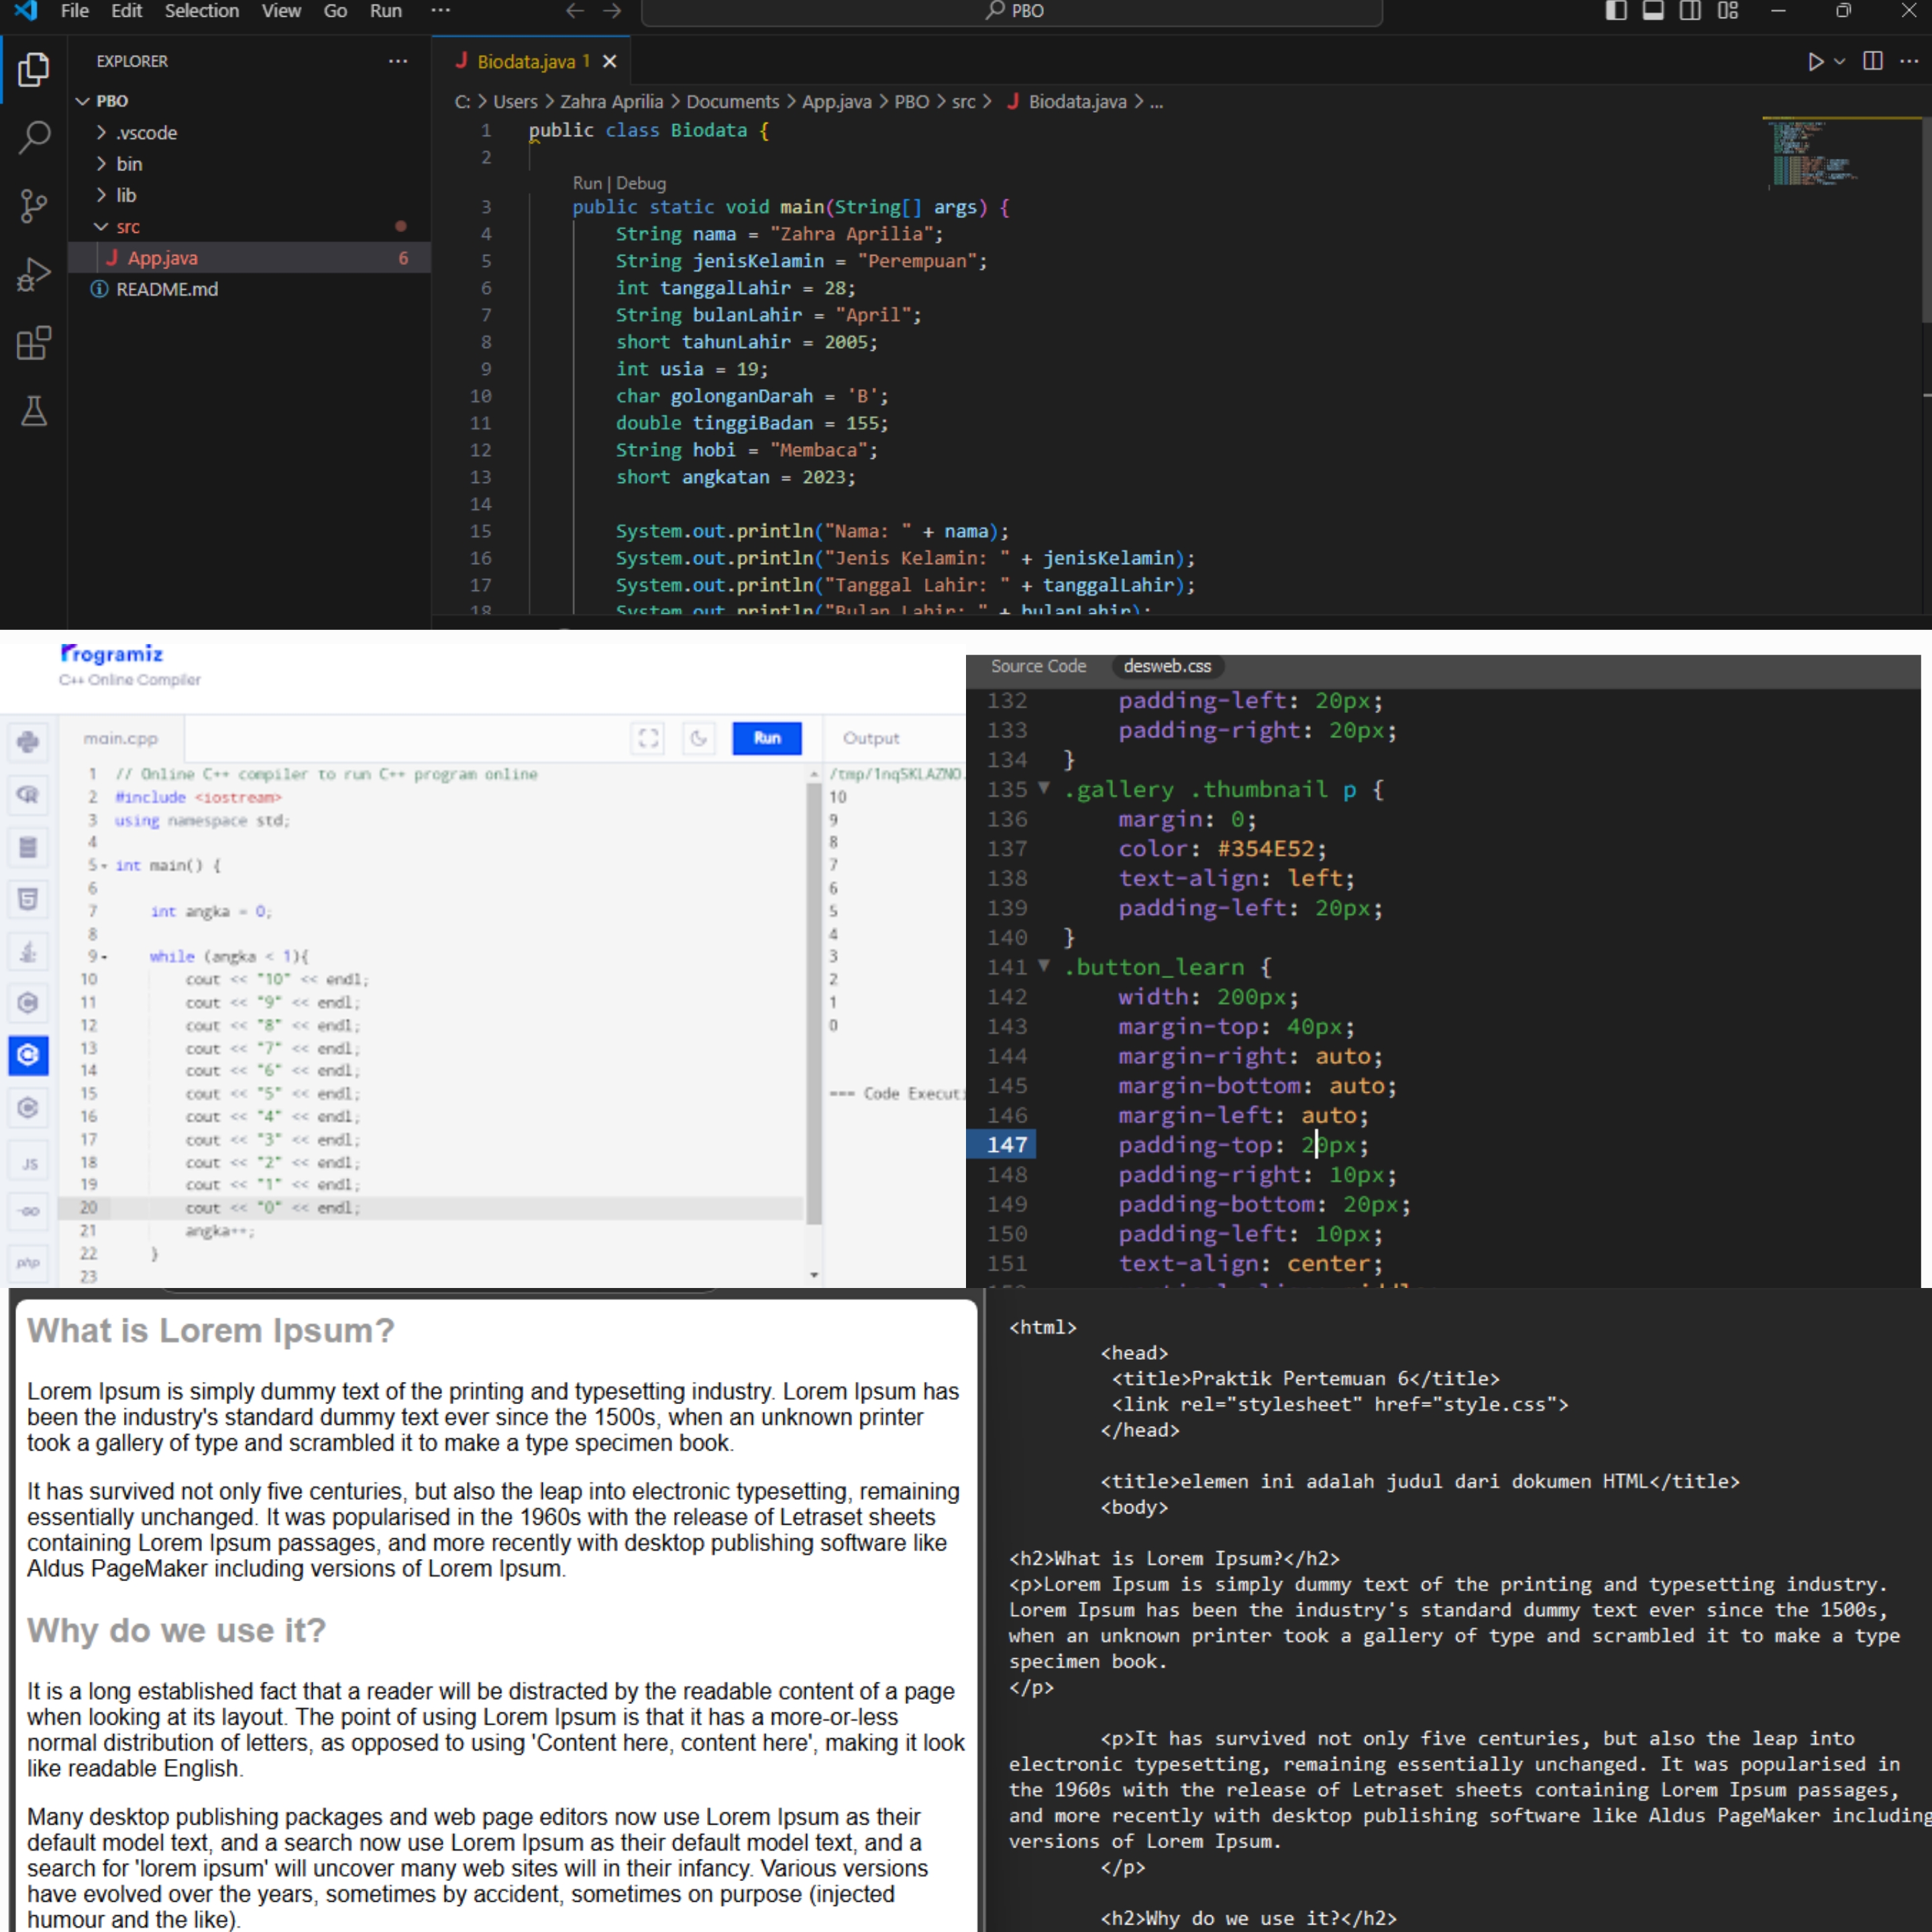 File Edit Selection View Go Run ... PBO
EXPLORER
PBO
.vscode
bin
lib
src
App.java 6
README.md
Biodata.java 1
C: > Users > Zahra Aprilia > Documents > App.java > PBO > src > Biodata.java > ...
1 public class Biodata {
2
Run | Debug
3 public static void main(String[] args) {
4 String nama = "Zahra Aprilia";
5 String jenisKelamin = "Perempuan";
6 int tanggalLahir = 28;
7 String bulanLahir = "April";
8 short tahunLahir = 2005;
9 int usia = 19;
10 char golonganDarah = 'B';
11 double tinggiBadan = 155;
12 String hobi = "Membaca";
13 short angkatan = 2023;
14
15 System.out.println("Nama: " + nama);
16 System.out.println("Jenis Kelamin: " + jenisKelamin);
17 System.out.println("Tanggal Lahir: " + tanggalLahir);
18 System.out.println("Bulan Lahir: " + bulanLahir);
Programiz
C++ Online Compiler
main.cpp
Run
1 // Online C++ compiler to run C++ program online
2 #include <iostream>
3 using namespace std;
4
5 int main() {
6
7 int angka = 0;
8
9 while (angka < 1){
10 cout << "10" << endl;
11 cout << "9" << endl;
12 cout << "8" << endl;
13 cout << "7" << endl;
14 cout << "6" << endl;
15 cout << "5" << endl;
16 cout << "4" << endl;
17 cout << "3" << endl;
18 cout << "2" << endl;
19 cout << "1" << endl;
20 cout << "0" << endl;
21 angka++;
22 }
23
JS
GO
php
Output
10
9
8
7
6
5
4
3
2
1
0
=== Code Executi
Source Code desweb.css
132 padding-left: 20px;
133 padding-right: 20px;
134 }
135 .gallery .thumbnail p {
136 margin: 0;
137 color: #354E52;
138 text-align: left;
139 padding-left: 20px;
140 }
141 .button_learn {
142 width: 200px;
143 margin-top: 40px;
144 margin-right: auto;
145 margin-bottom: auto;
146 margin-left: auto;
147 padding-top: 20px;
148 padding-right: 10px;
149 padding-bottom: 20px;
150 padding-left: 10px;
151 text-align: center;
What is Lorem Ipsum?
Lorem Ipsum is simply dummy text of the printing and typesetting industry. Lorem Ipsum has
been the industry's standard dummy text ever since the 1500s, when an unknown printer
took a gallery of type and scrambled it to make a type specimen book.
It has survived not only five centuries, but also the leap into electronic typesetting, remaining
essentially unchanged. It was popularised in the 1960s with the release of Letraset sheets
containing Lorem Ipsum passages, and more recently with desktop publishing software like
Aldus PageMaker including versions of Lorem Ipsum.
Why do we use it?
It is a long established fact that a reader will be distracted by the readable content of a page
when looking at its layout. The point of using Lorem Ipsum is that it has a more-or-less
normal distribution of letters, as opposed to using 'Content here, content here', making it look
like readable English.
Many desktop publishing packages and web page editors now use Lorem Ipsum as their
default model text, and a search now use Lorem Ipsum as their default model text, and a
search for 'lorem ipsum' will uncover many web sites will in their infancy. Various versions
have evolved over the years, sometimes by accident, sometimes on purpose (injected
humour and the like).
<html>
<head>
<title>Praktik Pertemuan 6</title>
<link rel="stylesheet" href="style.css">
</head>
<title>elemen ini adalah judul dari dokumen HTML</title>
<body>
<h2>What is Lorem Ipsum?</h2>
<p>Lorem Ipsum is simply dummy text of the printing and typesetting industry.
Lorem Ipsum has been the industry's standard dummy text ever since the 1500s,
when an unknown printer took a gallery of type and scrambled it to make a type
specimen book.
</p>
<p>It has survived not only five centuries, but also the leap into
electronic typesetting, remaining essentially unchanged. It was popularised in
the 1960s with the release of Letraset sheets containing Lorem Ipsum passages,
and more recently with desktop publishing software like Aldus PageMaker including
versions of Lorem Ipsum.
</p>
<h2>Why do we use it?</h2>